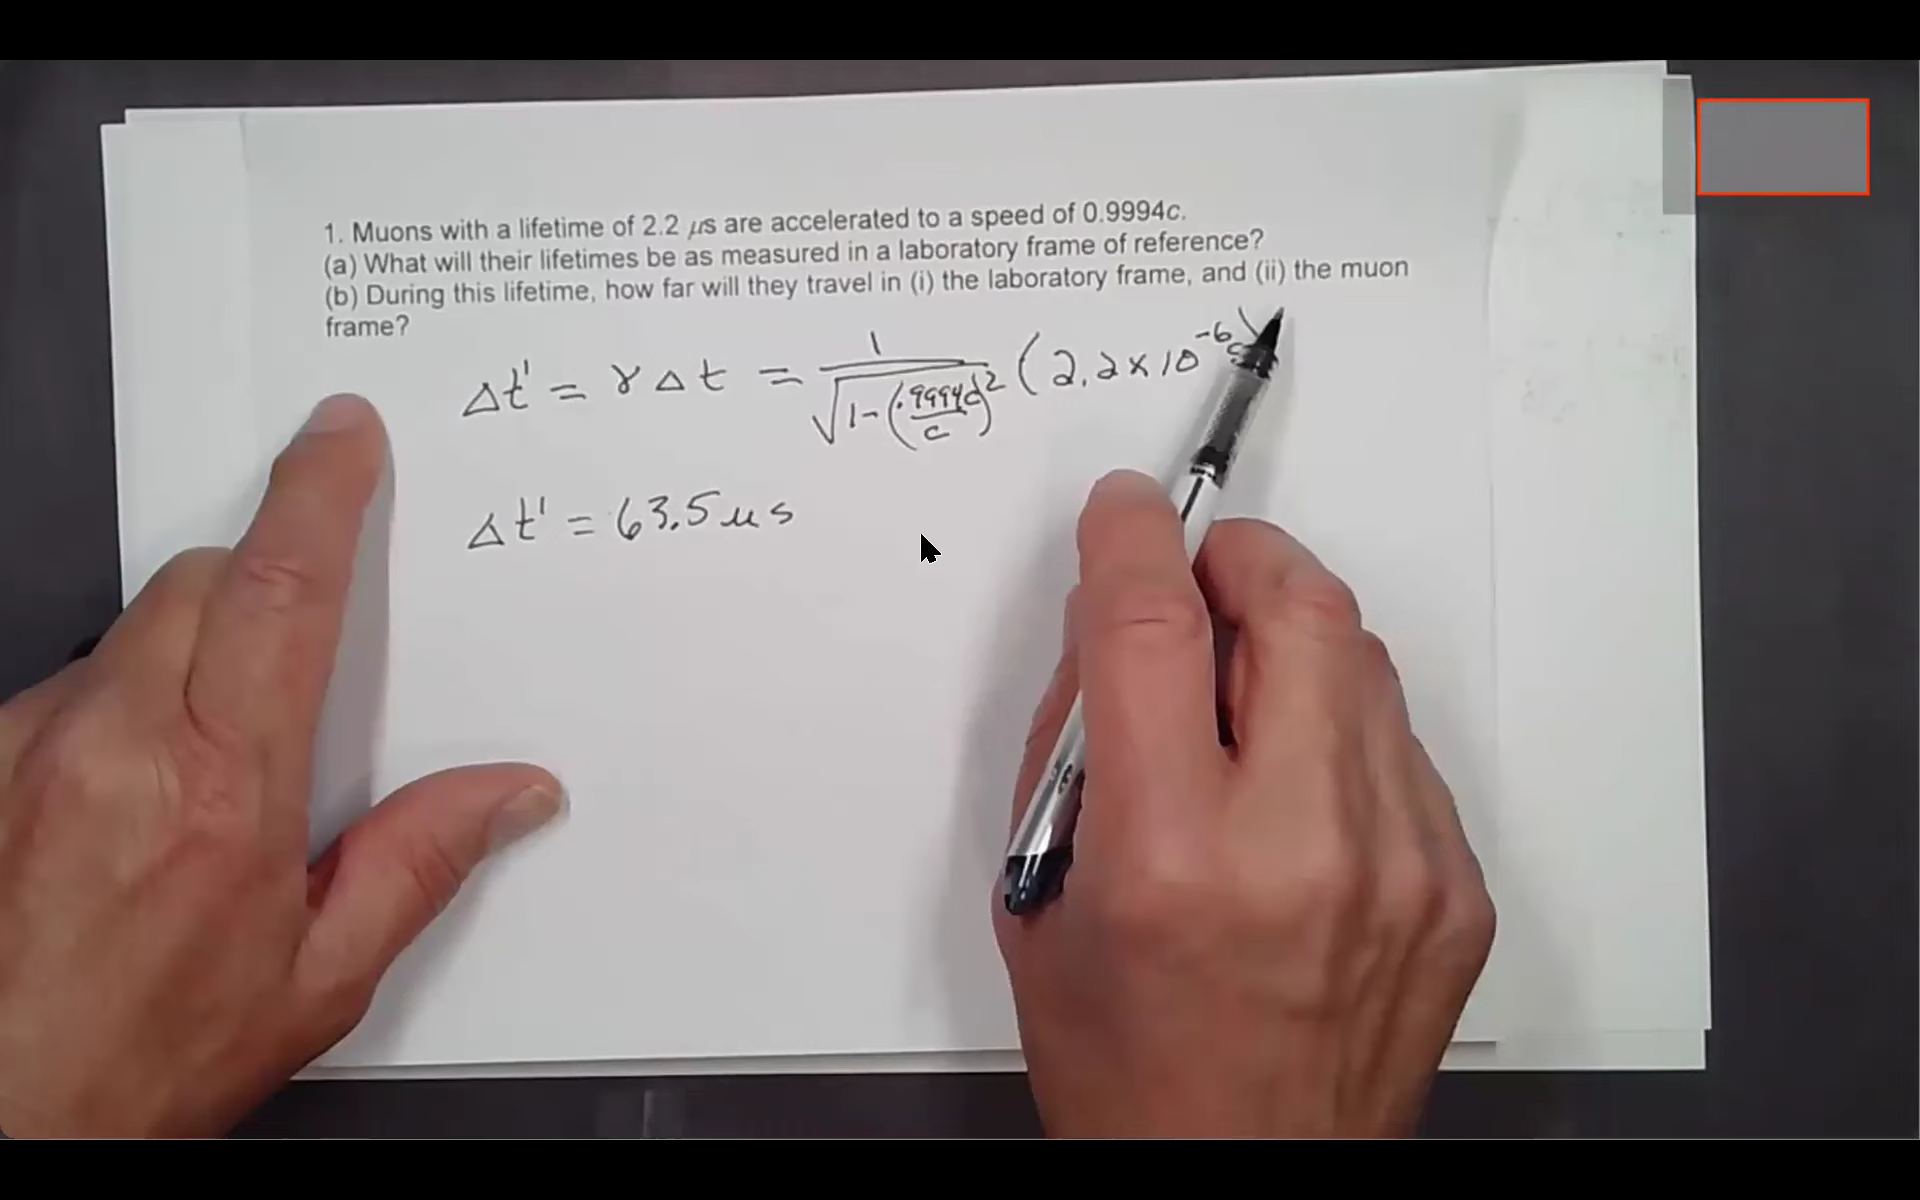 1. Muons with a lifetime of 2.2 μs are accelerated to a speed of 0.9994c.
(a) What will their lifetimes be as measured in a laboratory frame of reference?
(b) During this lifetime, how far will they travel in (i) the laboratory frame, and (ii) the muon
frame?
Δt' = γ Δt = 1/√(1-(.9994c/c)²) (2.2×10⁻⁶s)
Δt' = 63.5 μs